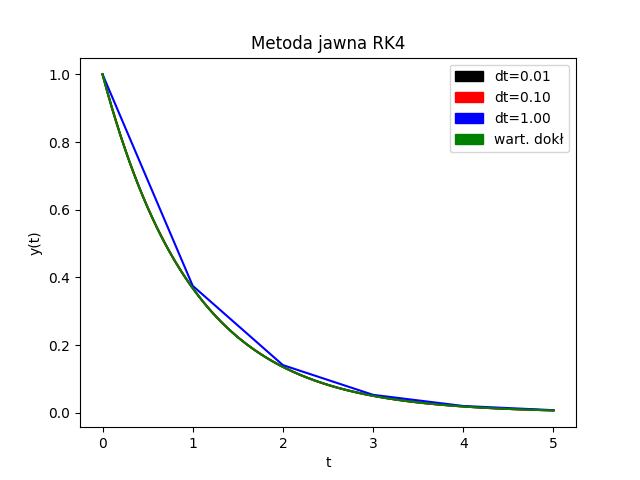 Metoda jawna RK4
dt=0.01
dt=0.10
dt=1.00
wart. dokł
y(t)
1.0
0.8
0.6
0.4
0.2
0.0
0 1 2 3 4 5
t